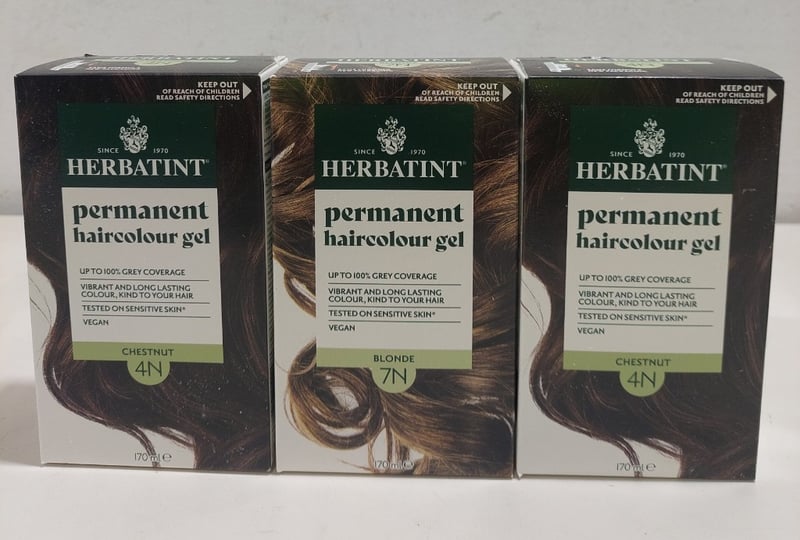 KEEP OUT
OF REACH OF CHILDREN
READ SAFETY DIRECTIONS
SINCE 1970
HERBATINT®
permanent
haircolour gel
UP TO 100% GREY COVERAGE
VIBRANT AND LONG LASTING
COLOUR, KIND TO YOUR HAIR
TESTED ON SENSITIVE SKIN*
VEGAN
CHESTNUT
4N
170 ml ℮
KEEP OUT
OF REACH OF CHILDREN
READ SAFETY DIRECTIONS
SINCE 1970
HERBATINT®
permanent
haircolour gel
UP TO 100% GREY COVERAGE
VIBRANT AND LONG LASTING
COLOUR, KIND TO YOUR HAIR
TESTED ON SENSITIVE SKIN*
VEGAN
BLONDE
7N
170 ml ℮
KEEP OUT
OF REACH OF CHILDREN
READ SAFETY DIRECTIONS
SINCE 1970
HERBATINT®
permanent
haircolour gel
UP TO 100% GREY COVERAGE
VIBRANT AND LONG LASTING
COLOUR, KIND TO YOUR HAIR
TESTED ON SENSITIVE SKIN*
VEGAN
CHESTNUT
4N
170 ml ℮